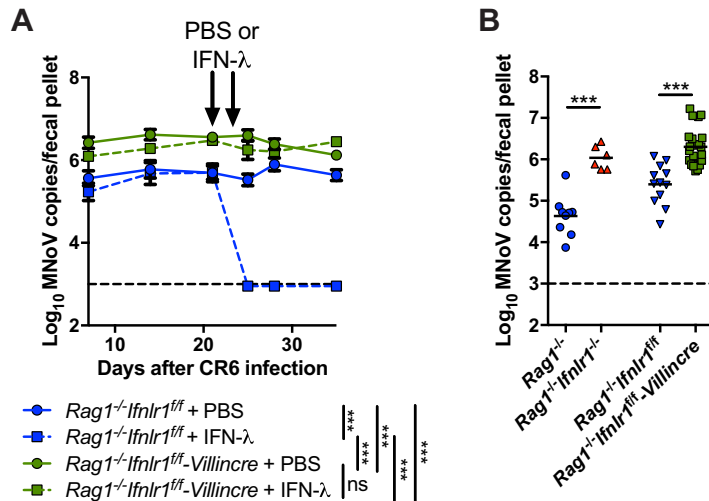 A
PBS or
IFN-λ
Log10 MNoV copies/fecal pellet
8
6
4
2
10
20
30
Days after CR6 infection
Rag1-/-Ifnlr1f/f + PBS
Rag1-/-Ifnlr1f/f + IFN-λ
Rag1-/-Ifnlr1f/f-Villincre + PBS
Rag1-/-Ifnlr1f/f-Villincre + IFN-λ
***
***
ns
***
***
***
B
Log10 MNoV copies/fecal pellet
8
7
6
5
4
3
2
***
***
Rag1-/-
Rag1-/-Ifnlr1-/-
Rag1-/-Ifnlr1f/f
Rag1-/-Ifnlr1f/f-Villincre